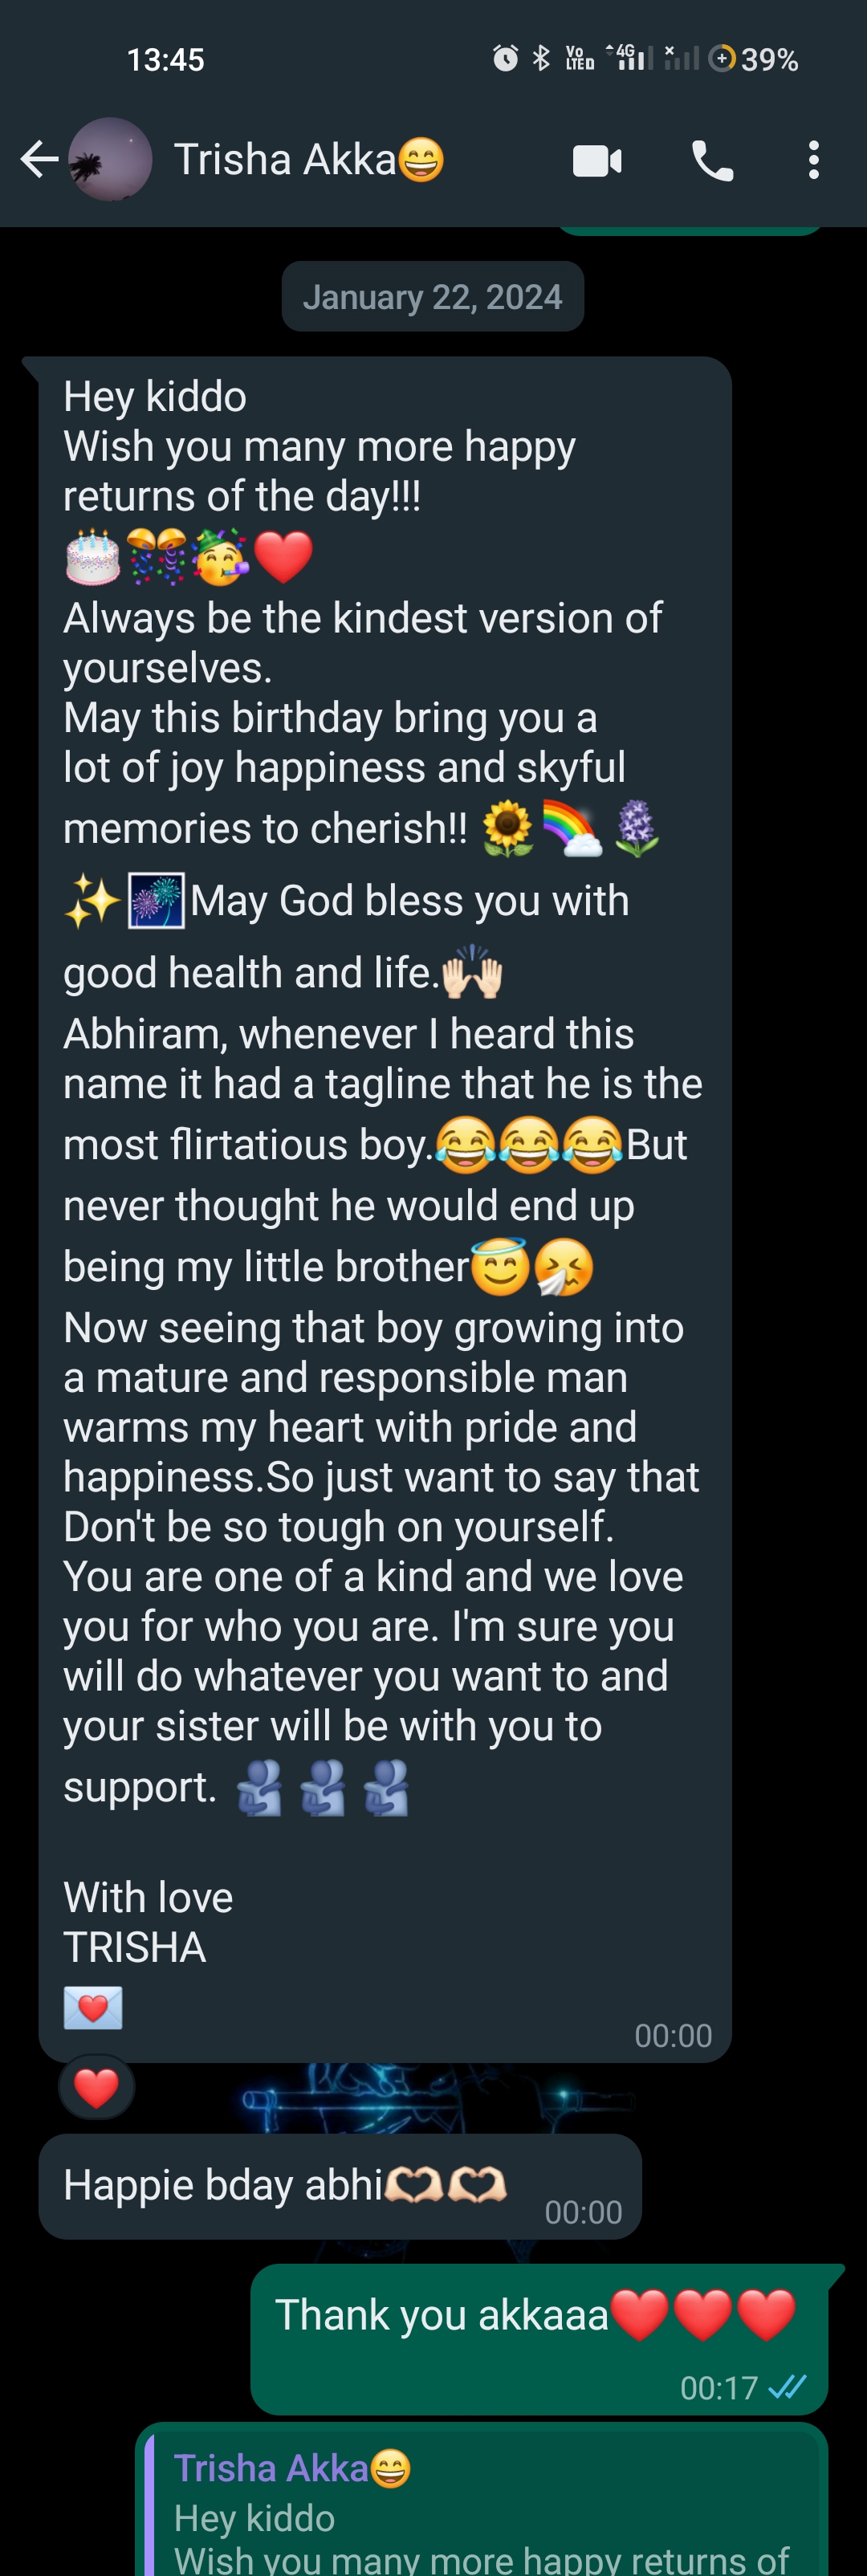 13:45
Vo
LTED
4G
39%
Trisha Akka😄
January 22, 2024
Hey kiddo
Wish you many more happy
returns of the day!!!
🎂🎊🥳❤️
Always be the kindest version of
yourselves.
May this birthday bring you a
lot of joy happiness and skyful
memories to cherish!! 🌻🌈🪻
✨🎆May God bless you with
good health and life.🙌🏻
Abhiram, whenever I heard this
name it had a tagline that he is the
most flirtatious boy.😂😂😂But
never thought he would end up
being my little brother😇🤧
Now seeing that boy growing into
a mature and responsible man
warms my heart with pride and
happiness.So just want to say that
Don't be so tough on yourself.
You are one of a kind and we love
you for who you are. I'm sure you
will do whatever you want to and
your sister will be with you to
support. 🫂🫂🫂
With love
TRISHA
💌
00:00
❤️
Happie bday abhi🫶🏻🫶🏻
00:00
Thank you akkaaa❤️❤️❤️
00:17
Trisha Akka😄
Hey kiddo
Wish you many more happy returns of